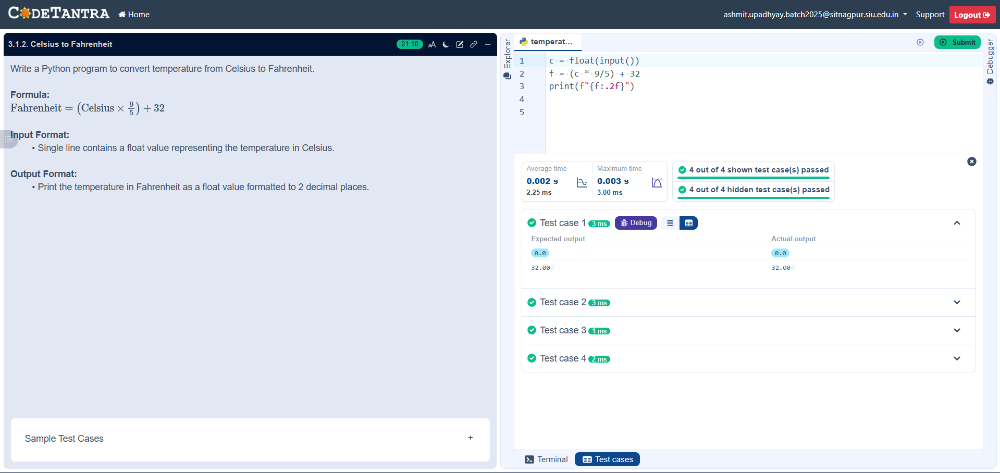 CODETANTRA Home ashmit.upadhyay.batch2025@sitnagpur.siu.edu.in Support Logout
3.1.2. Celsius to Fahrenheit 01:10 AA
Write a Python program to convert temperature from Celsius to Fahrenheit.
Formula:
Fahrenheit = (Celsius × 9/5) + 32
Input Format:
• Single line contains a float value representing the temperature in Celsius.
Output Format:
• Print the temperature in Fahrenheit as a float value formatted to 2 decimal places.
Sample Test Cases +
Explorer
temperat...
Submit
Debugger
1 c = float(input())
2 f = (c * 9/5) + 32
3 print(f"{f:.2f}")
4
5
Average time
0.002 s
2.25 ms
Maximum time
0.003 s
3.00 ms
4 out of 4 shown test case(s) passed
4 out of 4 hidden test case(s) passed
Test case 1 3 ms Debug
Expected output Actual output
0.0 0.0
32.00 32.00
Test case 2 3 ms
Test case 3 1 ms
Test case 4 2 ms
Terminal Test cases